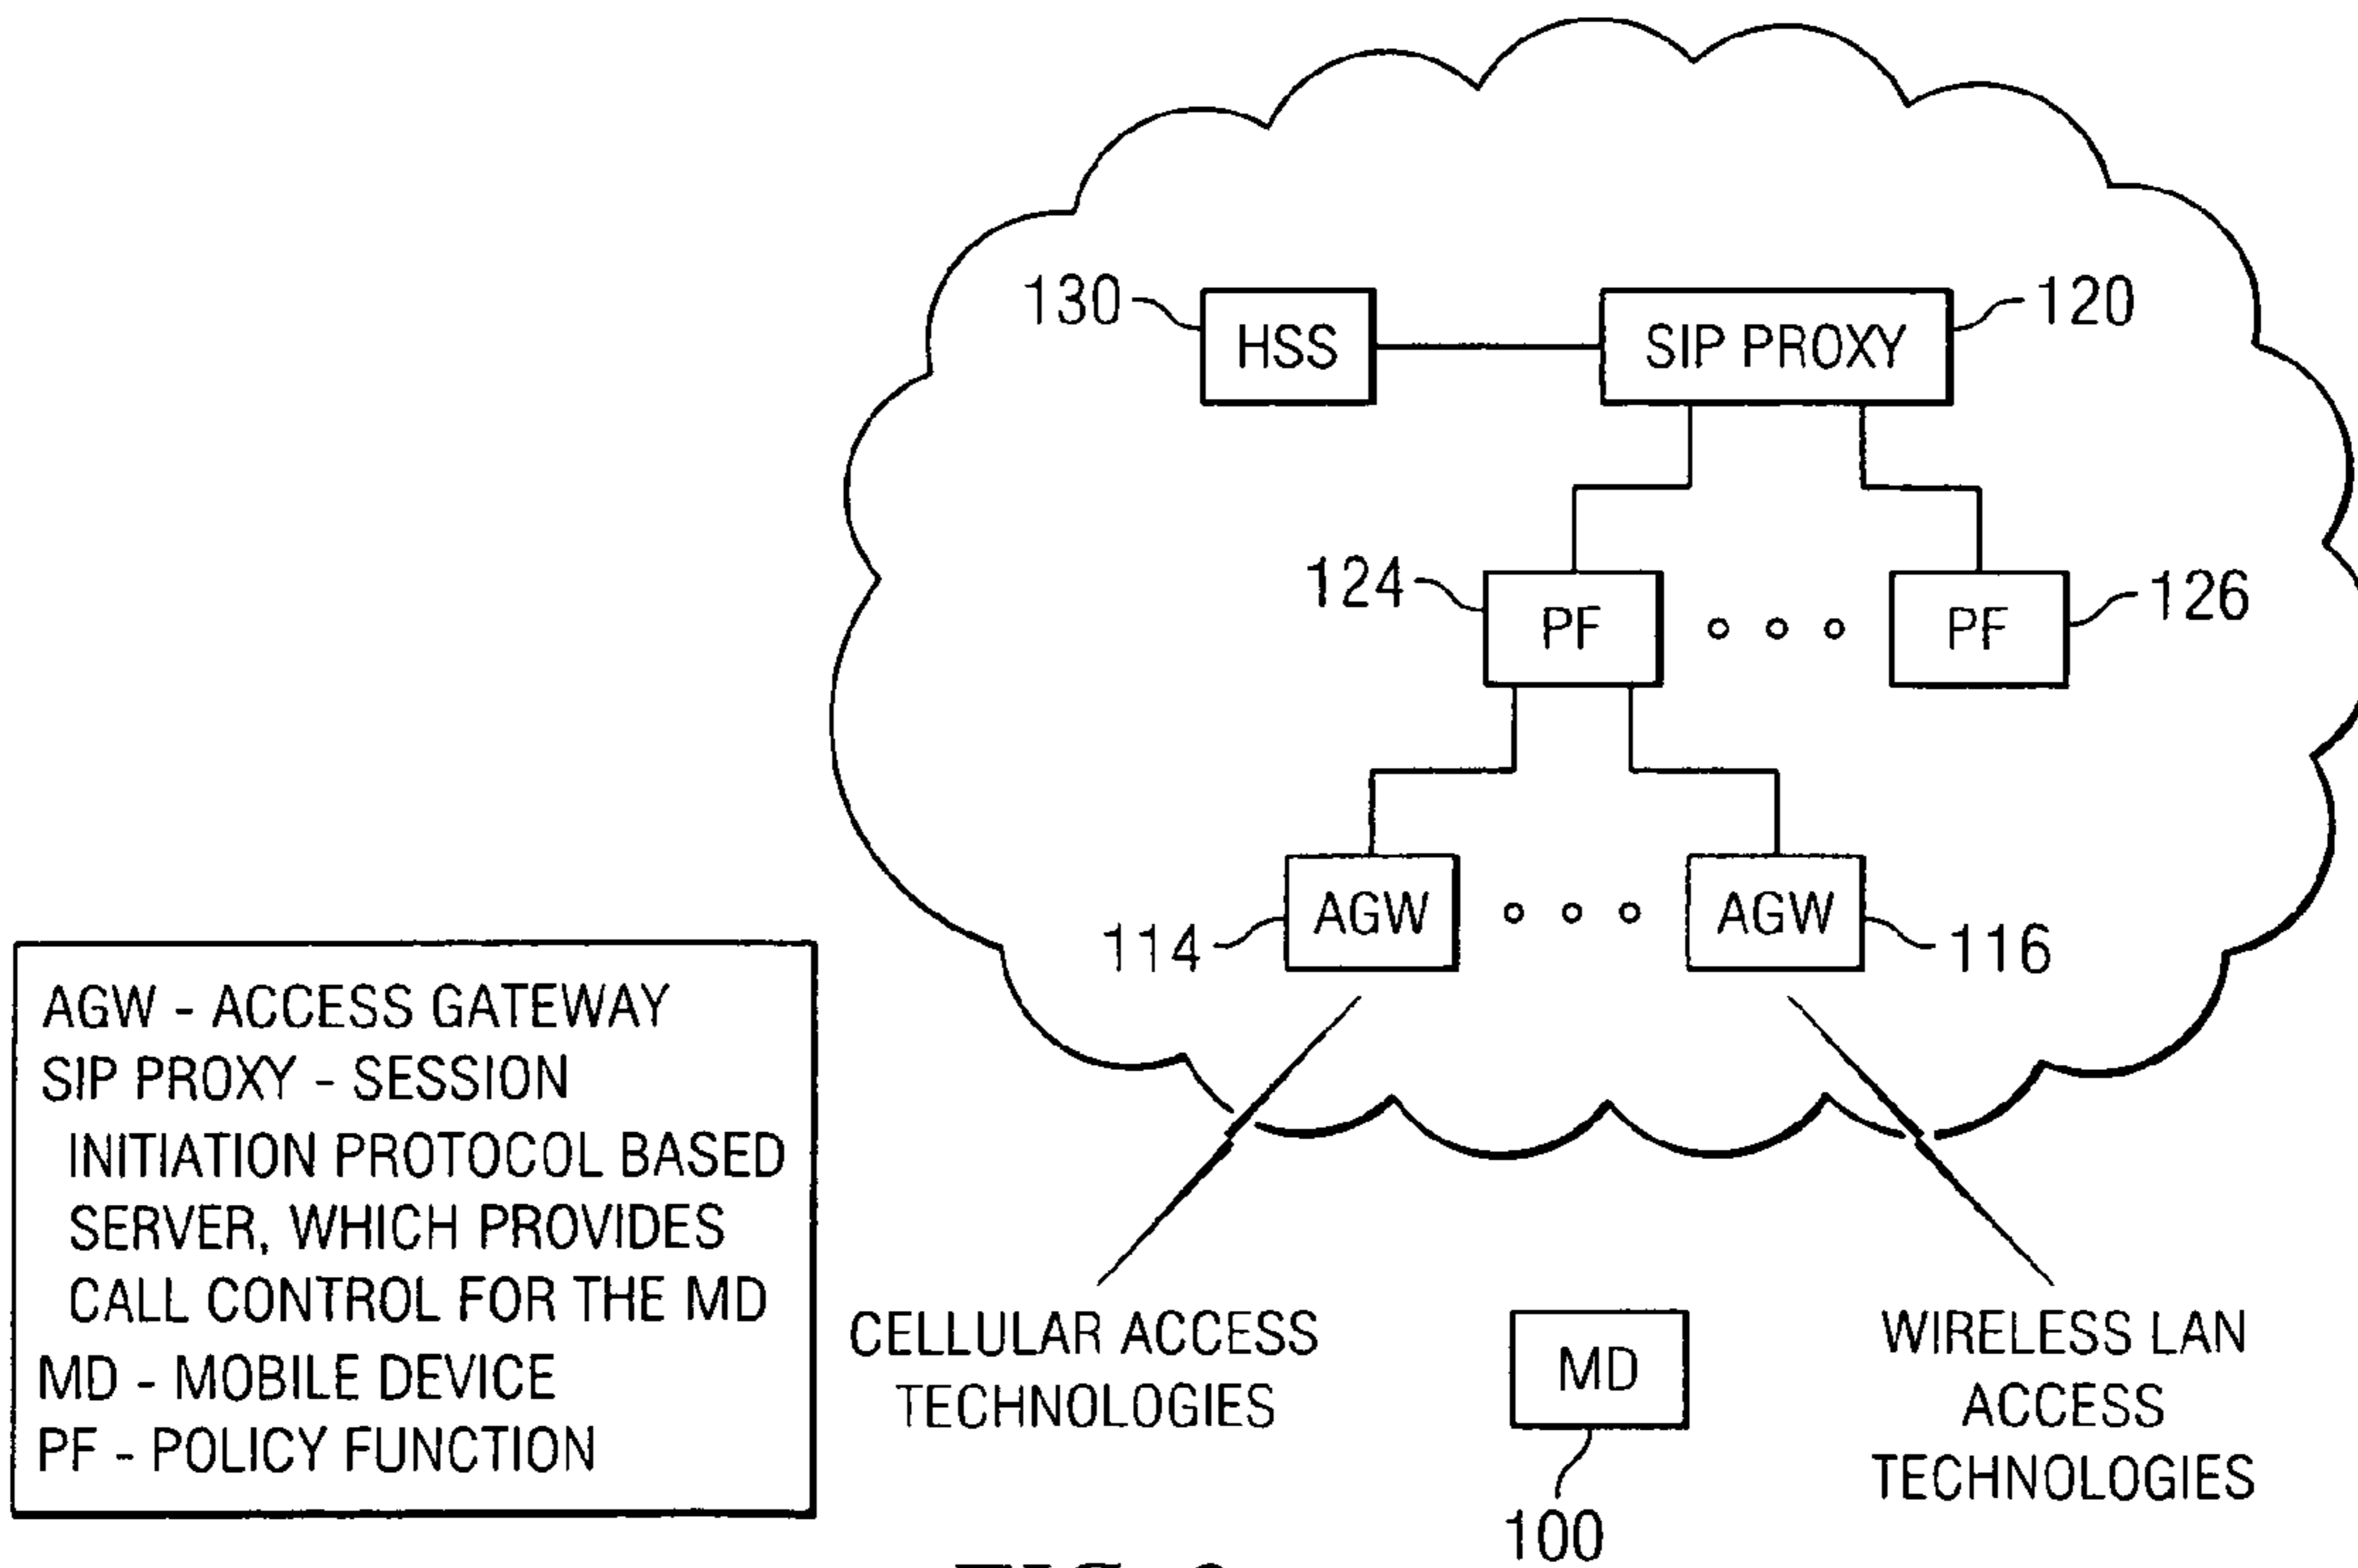 130
HSS
SIP PROXY
120
124
PF
PF
126
114
AGW
AGW
116
AGW - ACCESS GATEWAY
SIP PROXY - SESSION
INITIATION PROTOCOL BASED
SERVER, WHICH PROVIDES
CALL CONTROL FOR THE MD
MD - MOBILE DEVICE
PF - POLICY FUNCTION
CELLULAR ACCESS
TECHNOLOGIES
MD
100
WIRELESS LAN
ACCESS
TECHNOLOGIES